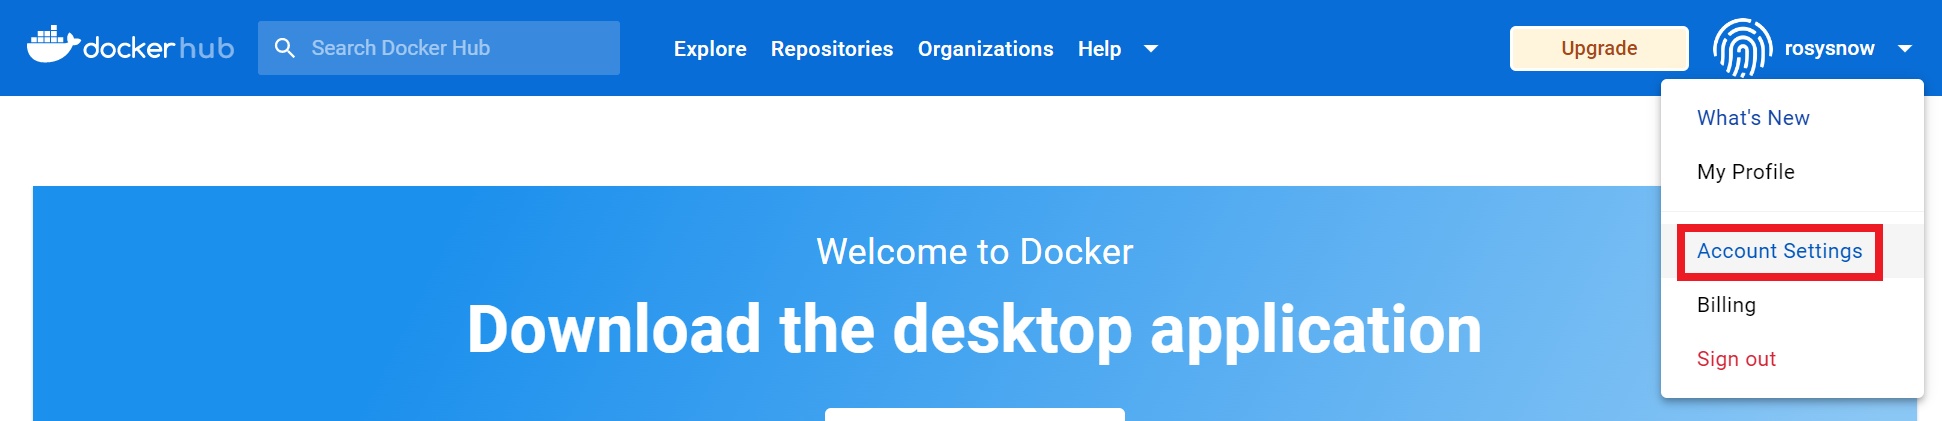 docker hub Search Docker Hub Explore Repositories Organizations Help Upgrade rosysnow
What's New
My Profile
Account Settings
Billing
Sign out
Welcome to Docker
Download the desktop application